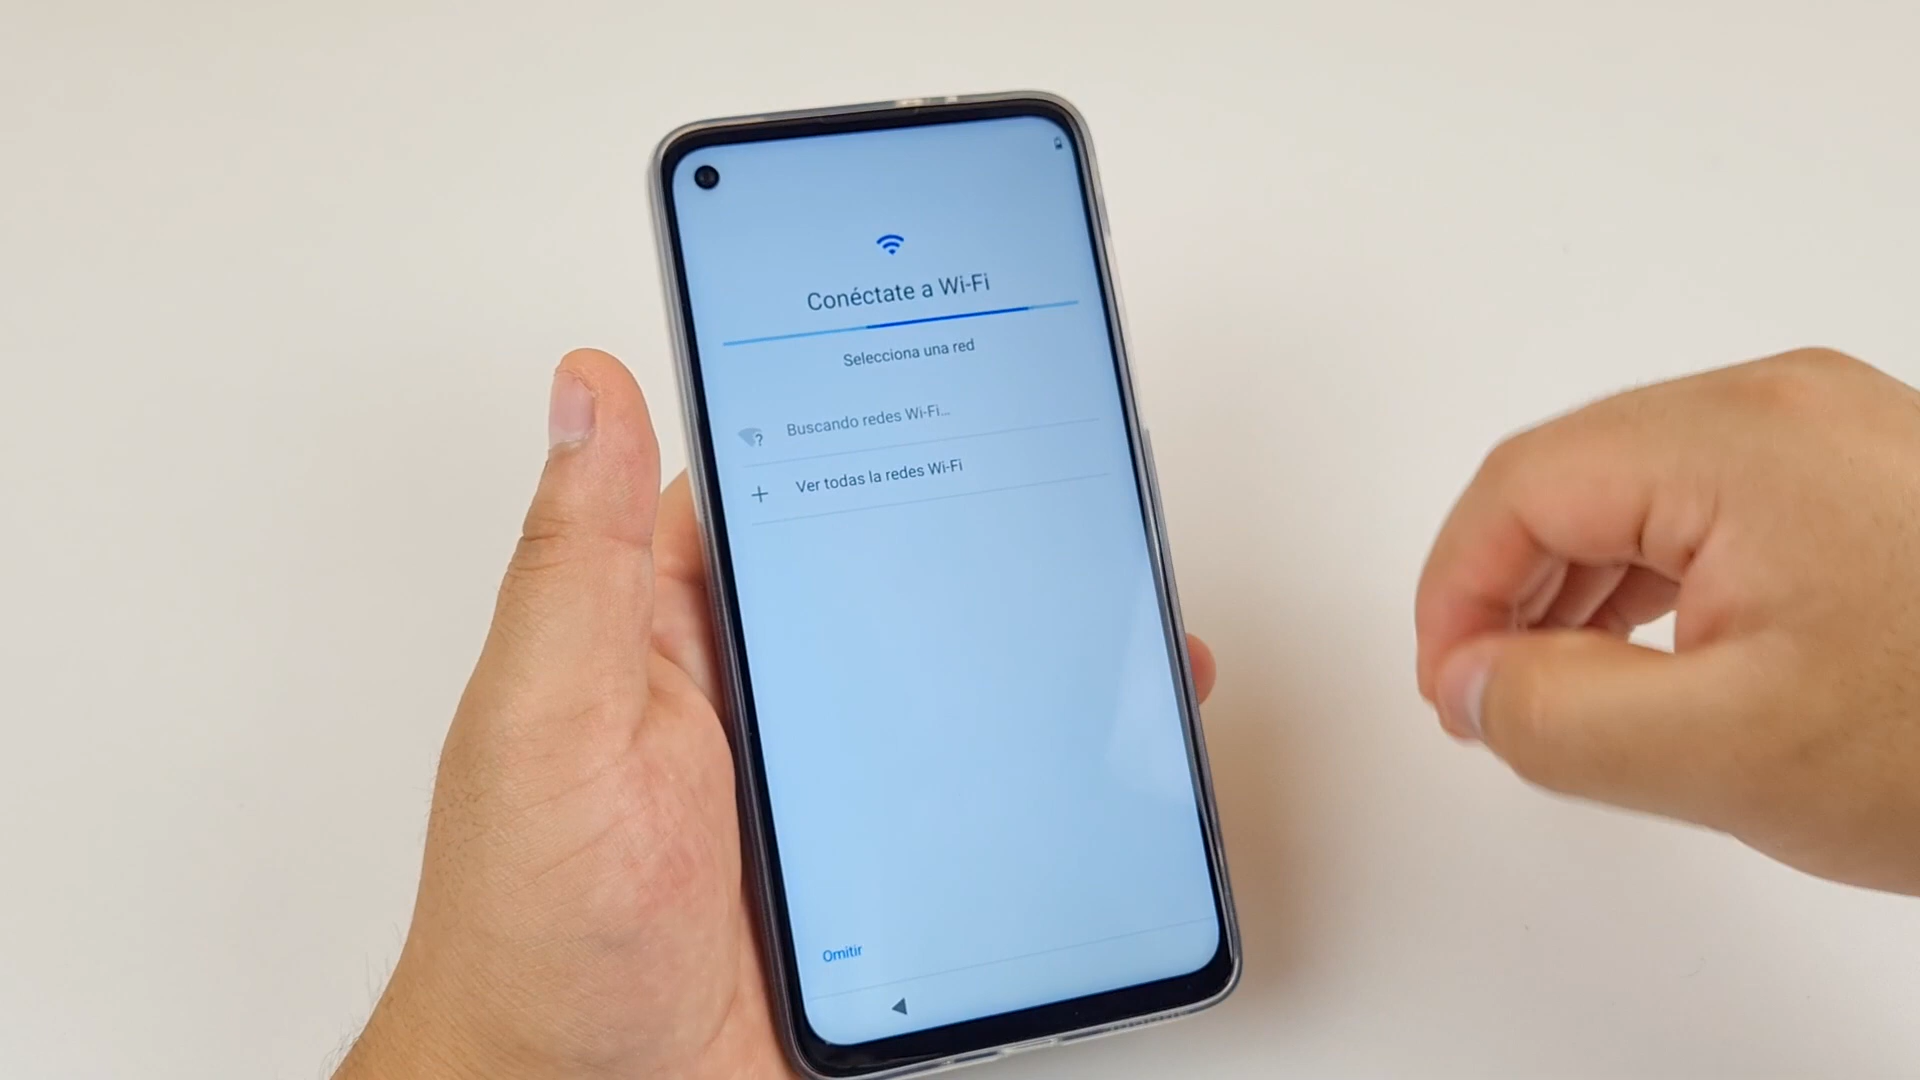 Conéctate a Wi-Fi
Selecciona una red
Buscando redes Wi-Fi...
Ver todas la redes Wi-Fi
Omitir